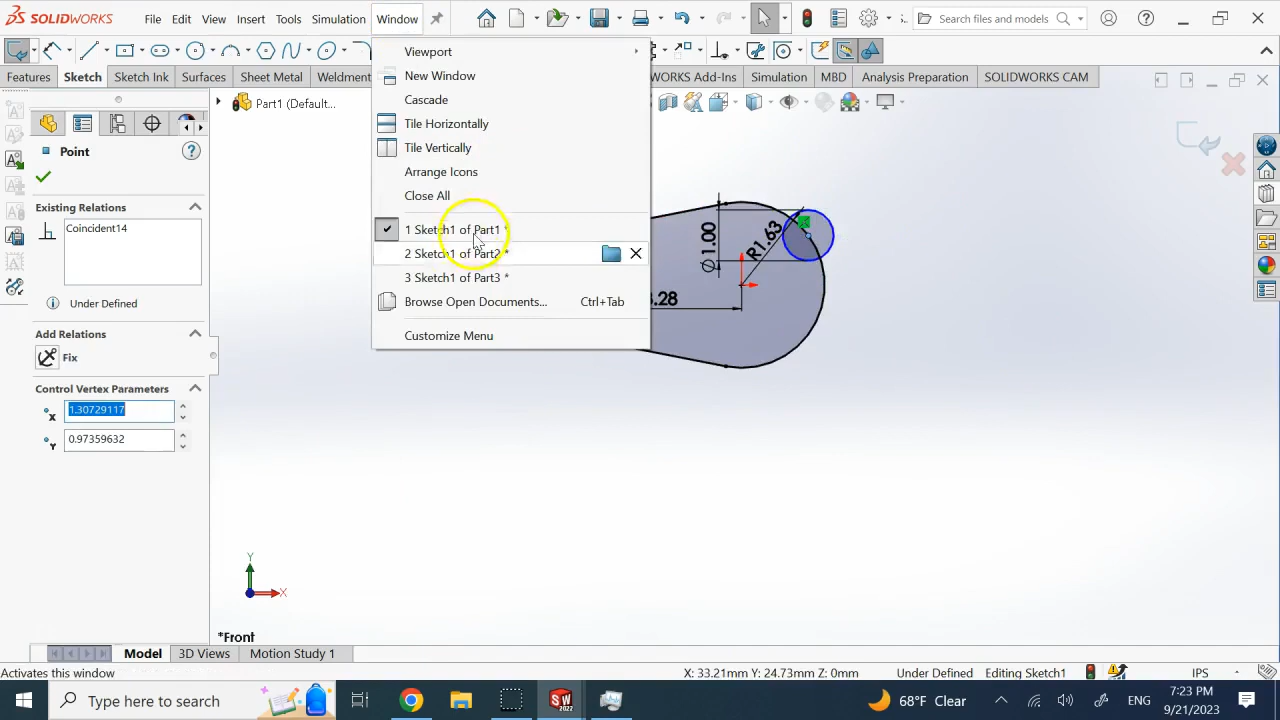 SOLIDWORKS File Edit View Insert Tools Simulation Window Search files and models
Features Sketch Sketch Ink Surfaces Sheet Metal WORKS Add-Ins Simulation MBD Analysis Preparation SOLIDWORKS CAM
Viewport
New Window
Cascade
Tile Horizontally
Tile Vertically
Arrange Icons
Close All
1 Sketch1 of Part1 *
2 Sketch1 of Part2 *
3 Sketch1 of Part3 *
Browse Open Documents... Ctrl+Tab
Customize Menu
Part1 (Default...
Point
Existing Relations
Coincident14
Under Defined
Add Relations
Fix
Control Vertex Parameters
1.30729117
0.97359632
Ø1.00
R1.63
.28
Y
X
*Front
Model 3D Views Motion Study 1
Activates this window X: 33.21mm Y: 24.73mm Z: 0mm Under Defined Editing Sketch1 IPS
Type here to search
68°F Clear
ENG
7:23 PM
9/21/2023